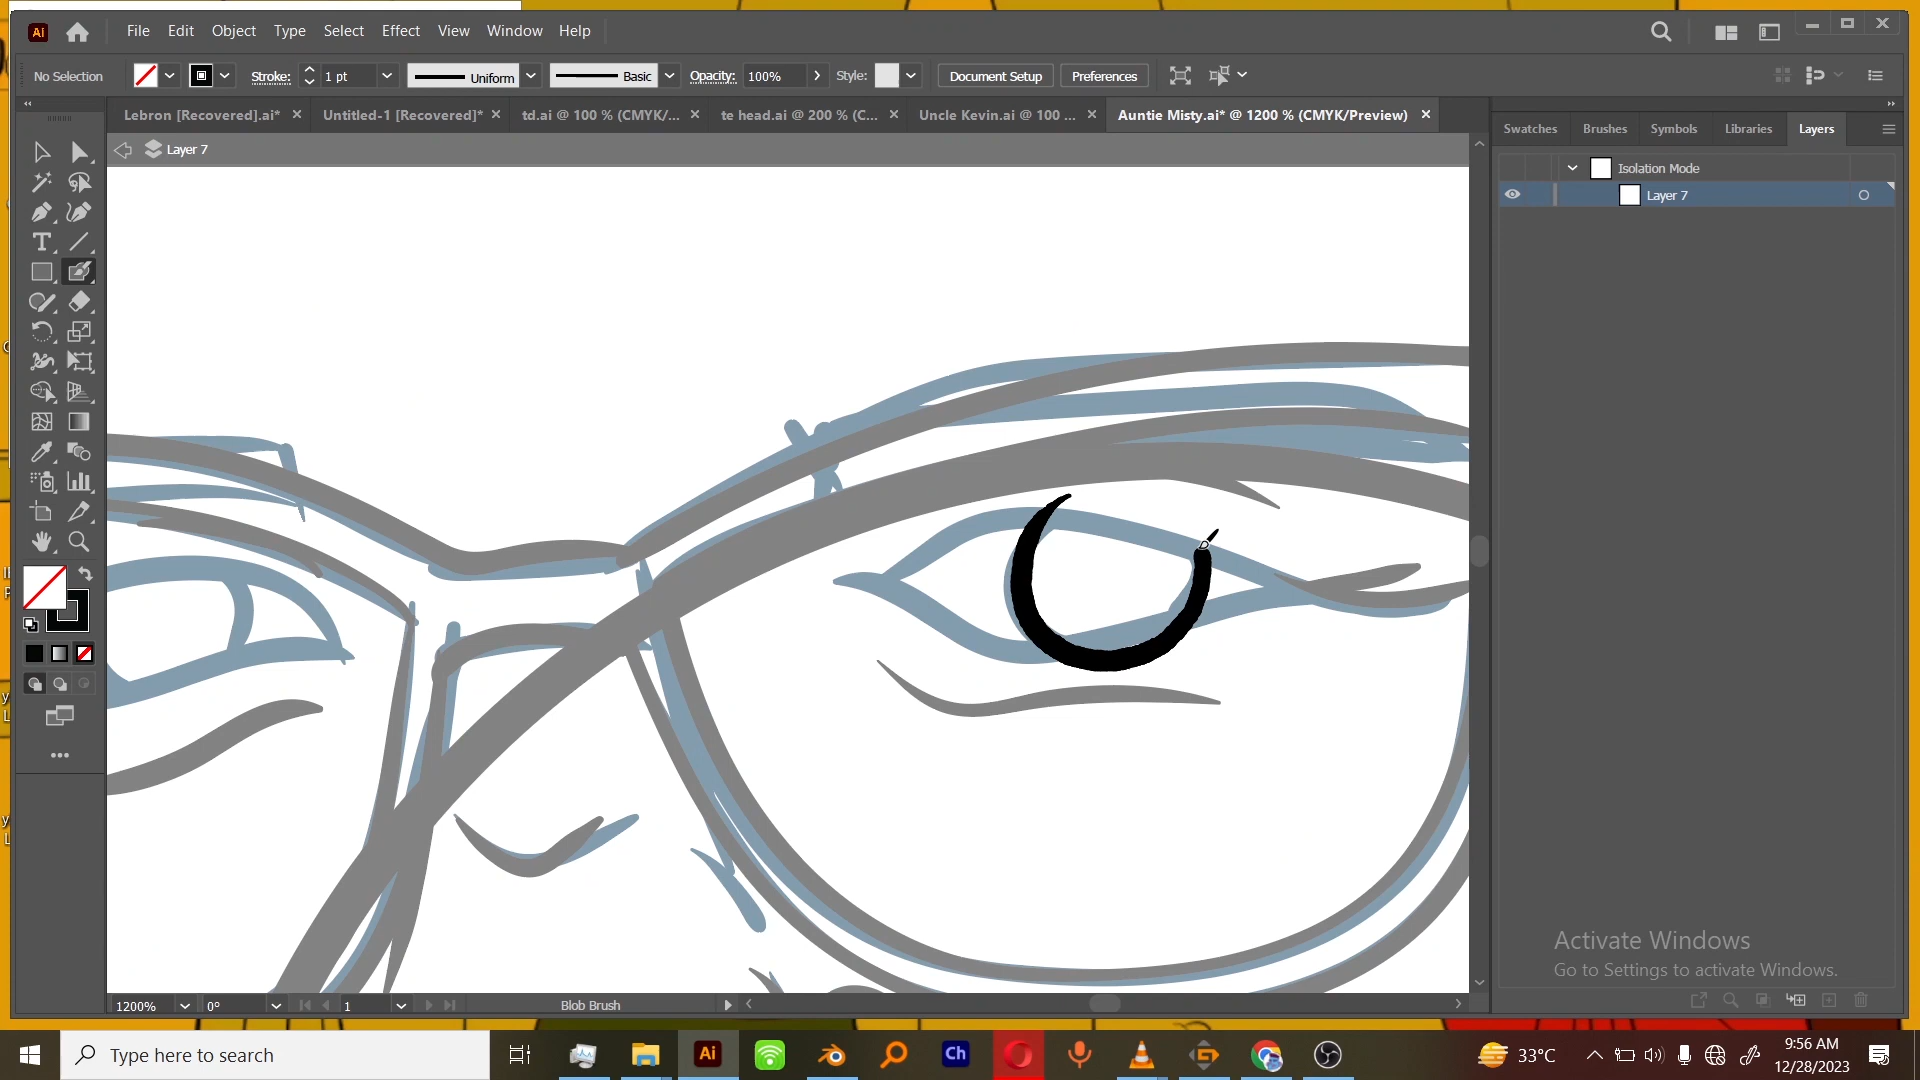 Ai File Edit Object Type Select Effect View Window Help
No Selection Stroke: 1 pt Uniform Basic Opacity: 100% Style: Document Setup Preferences
Lebron [Recovered].ai* Untitled-1 [Recovered]* td.ai @ 100 % (CMYK/... te head.ai @ 200 % (C... Uncle Kevin.ai @ 100 ... Auntie Misty.ai* @ 1200 % (CMYK/Preview)
Swatches Brushes Symbols Libraries Layers
Layer 7
Isolation Mode
Layer 7
Activate Windows
Go to Settings to activate Windows.
1200% 0° 1 Blob Brush
Type here to search
Ai
Ch
33°C
9:56 AM
12/28/2023